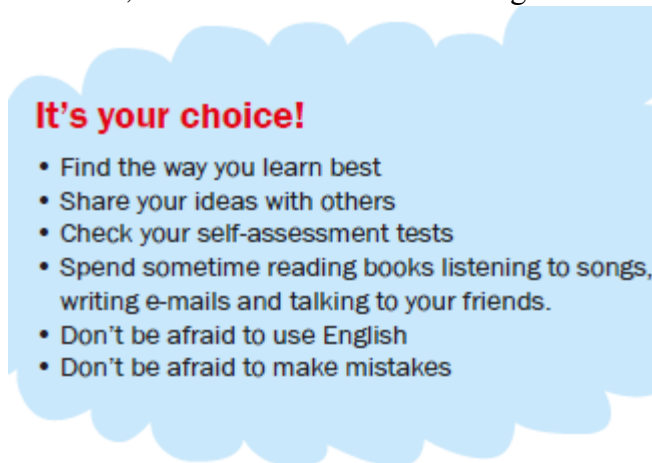 It's your choice!
• Find the way you learn best
• Share your ideas with others
• Check your self-assessment tests
• Spend sometime reading books listening to songs,
writing e-mails and talking to your friends.
• Don't be afraid to use English
• Don't be afraid to make mistakes